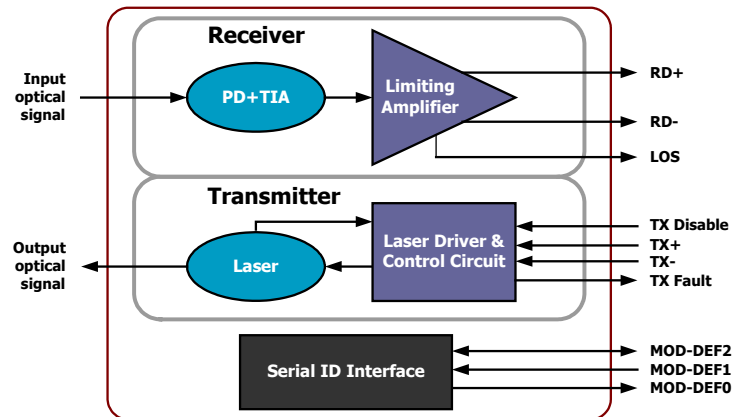 Receiver
Input
optical
signal
PD+TIA
Limiting
Amplifier
RD+
RD-
LOS
Transmitter
Output
optical
signal
Laser
Laser Driver &
Control Circuit
TX Disable
TX+
TX-
TX Fault
Serial ID Interface
MOD-DEF2
MOD-DEF1
MOD-DEF0